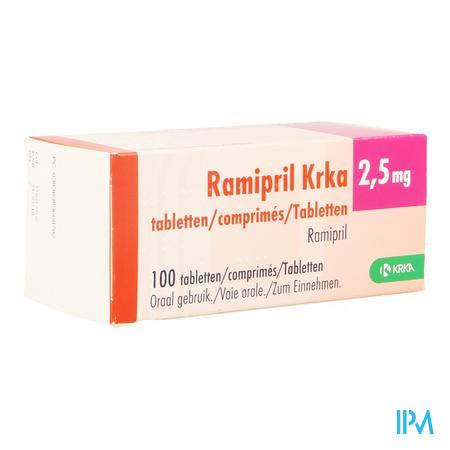 Ramipril Krka
2,5 mg
tabletten/comprimés/Tabletten
Ramipril
100 tabletten/comprimés/Tabletten
Oraal gebruik./Voie orale./Zum Einnehmen.
KRKA
IPM